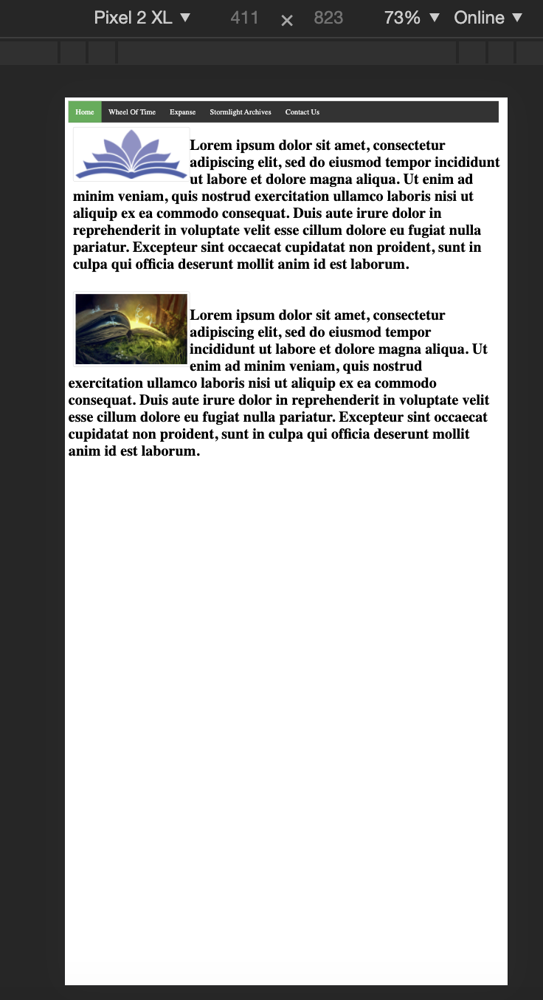 Pixel 2 XL ▼ 411 × 823 73% ▼ Online ▼
Home Wheel Of Time Expanse Stormlight Archives Contact Us
Lorem ipsum dolor sit amet, consectetur
adipiscing elit, sed do eiusmod tempor incididunt
ut labore et dolore magna aliqua. Ut enim ad
minim veniam, quis nostrud exercitation ullamco laboris nisi ut
aliquip ex ea commodo consequat. Duis aute irure dolor in
reprehenderit in voluptate velit esse cillum dolore eu fugiat nulla
pariatur. Excepteur sint occaecat cupidatat non proident, sunt in
culpa qui officia deserunt mollit anim id est laborum.
Lorem ipsum dolor sit amet, consectetur
adipiscing elit, sed do eiusmod tempor
incididunt ut labore et dolore magna aliqua. Ut
enim ad minim veniam, quis nostrud
exercitation ullamco laboris nisi ut aliquip ex ea commodo
consequat. Duis aute irure dolor in reprehenderit in voluptate velit
esse cillum dolore eu fugiat nulla pariatur. Excepteur sint occaecat
cupidatat non proident, sunt in culpa qui officia deserunt mollit
anim id est laborum.